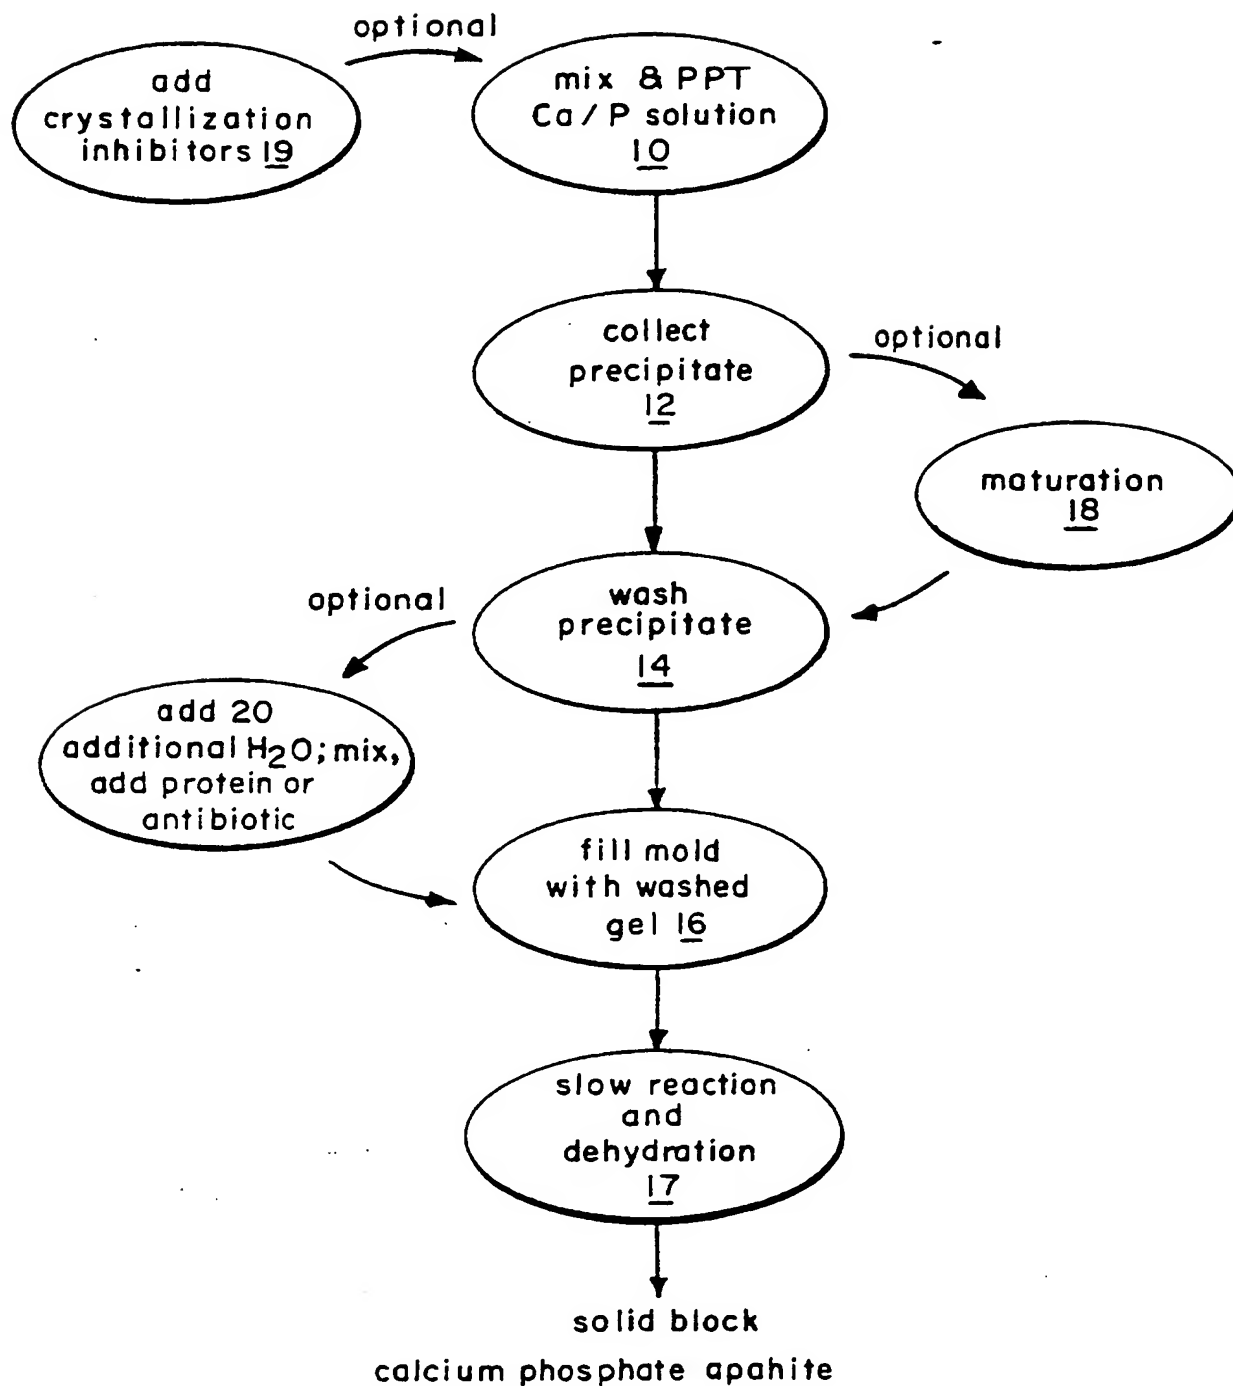 optional
add
crystallization
inhibitors 19
mix & PPT
Ca/P solution
10
collect
precipitate
12
optional
maturation
18
wash
precipitate
14
optional
add 20
additional H₂O; mix,
add protein or
antibiotic
fill mold
with washed
gel 16
slow reaction
and
dehydration
17
solid block
calcium phosphate apahite